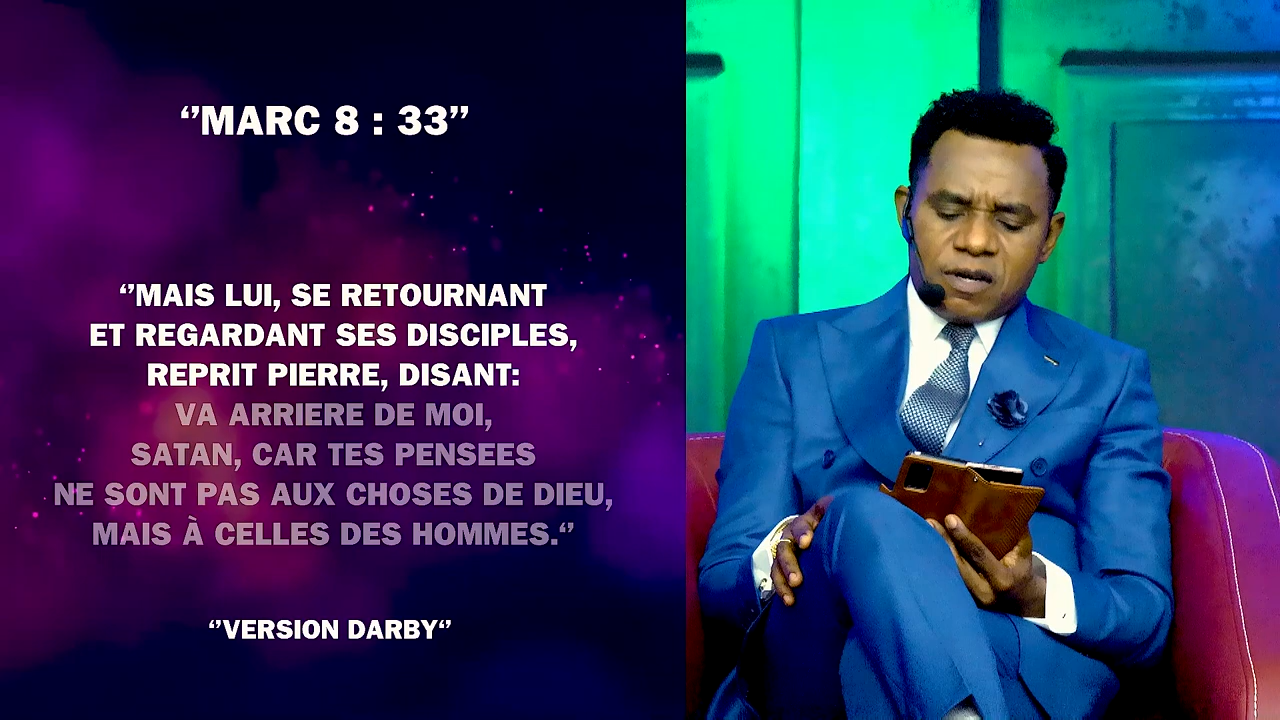 ‘’MARC 8 : 33’’
‘’MAIS LUI, SE RETOURNANT
ET REGARDANT SES DISCIPLES,
REPRIT PIERRE, DISANT:
VA ARRIERE DE MOI,
SATAN, CAR TES PENSEES
NE SONT PAS AUX CHOSES DE DIEU,
MAIS À CELLES DES HOMMES.‘’
‘’VERSION DARBY‘’